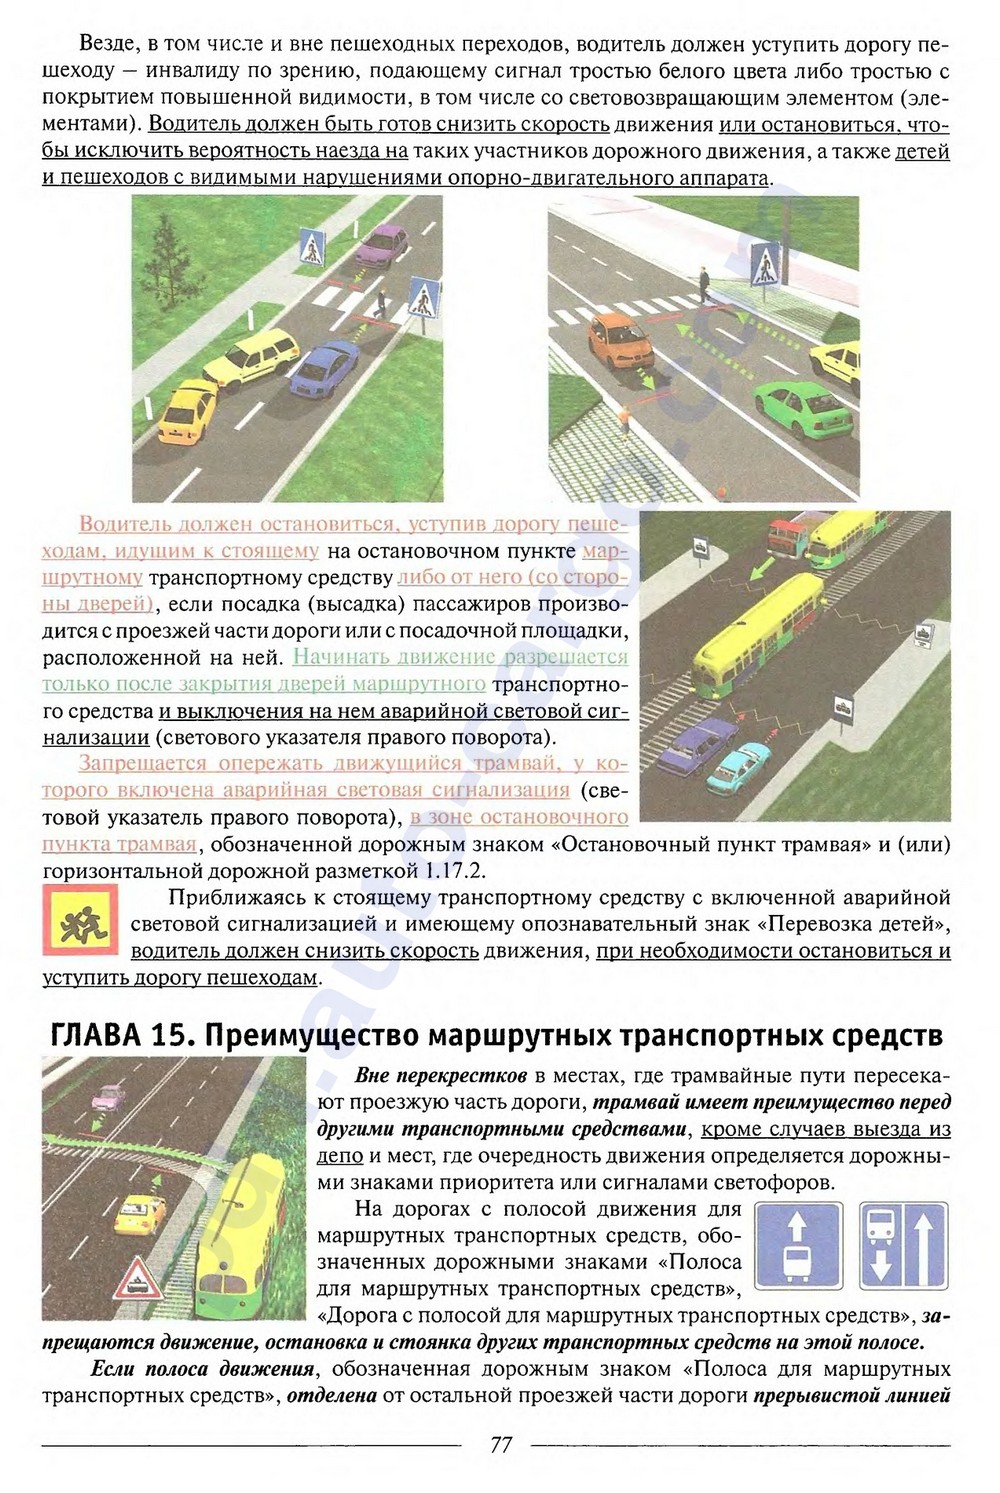 Везде, в том числе и вне пешеходных переходов, водитель должен уступить дорогу пе-
шеходу — инвалиду по зрению, подающему сигнал тростью белого цвета либо тростью с
покрытием повышенной видимости, в том числе со световозвращающим элементом (эле-
ментами). Водитель должен быть готов снизить скорость движения или остановиться, что-
бы исключить вероятность наезда на таких участников дорожного движения, а также детей
и пешеходов с видимыми нарушениями опорно-двигательного аппарата.
Водитель должен остановиться, уступив дорогу пеше-
ходам, идущим к стоящему на остановочном пункте мар-
шрутному транспортному средству либо от него (со сторо-
ны дверей), если посадка (высадка) пассажиров произво-
дится с проезжей части дороги или с посадочной площадки,
расположенной на ней. Начинать движение разрешается
только после закрытия дверей маршрутного транспортно-
го средства и выключения на нем аварийной световой сиг-
нализации (светового указателя правого поворота).
Запрещается опережать движущийся трамвай, у ко-
торого включена аварийная световая сигнализация (све-
товой указатель правого поворота), в зоне остановочного
пункта трамвая, обозначенной дорожным знаком «Остановочный пункт трамвая» и (или)
горизонтальной дорожной разметкой 1.17.2.
Приближаясь к стоящему транспортному средству с включенной аварийной
световой сигнализацией и имеющему опознавательный знак «Перевозка детей»,
водитель должен снизить скорость движения, при необходимости остановиться и
уступить дорогу пешеходам.
ГЛАВА 15. Преимущество маршрутных транспортных средств
Вне перекрестков в местах, где трамвайные пути пересека-
ют проезжую часть дороги, трамвай имеет преимущество перед
другими транспортными средствами, кроме случаев выезда из
депо и мест, где очередность движения определяется дорожны-
ми знаками приоритета или сигналами светофоров.
На дорогах с полосой движения для
маршрутных транспортных средств, обо-
значенных дорожными знаками «Полоса
для маршрутных транспортных средств»,
«Дорога с полосой для маршрутных транспортных средств», за-
прещаются движение, остановка и стоянка других транспортных средств на этой полосе.
Если полоса движения, обозначенная дорожным знаком «Полоса для маршрутных
транспортных средств», отделена от остальной проезжей части дороги прерывистой линией
77